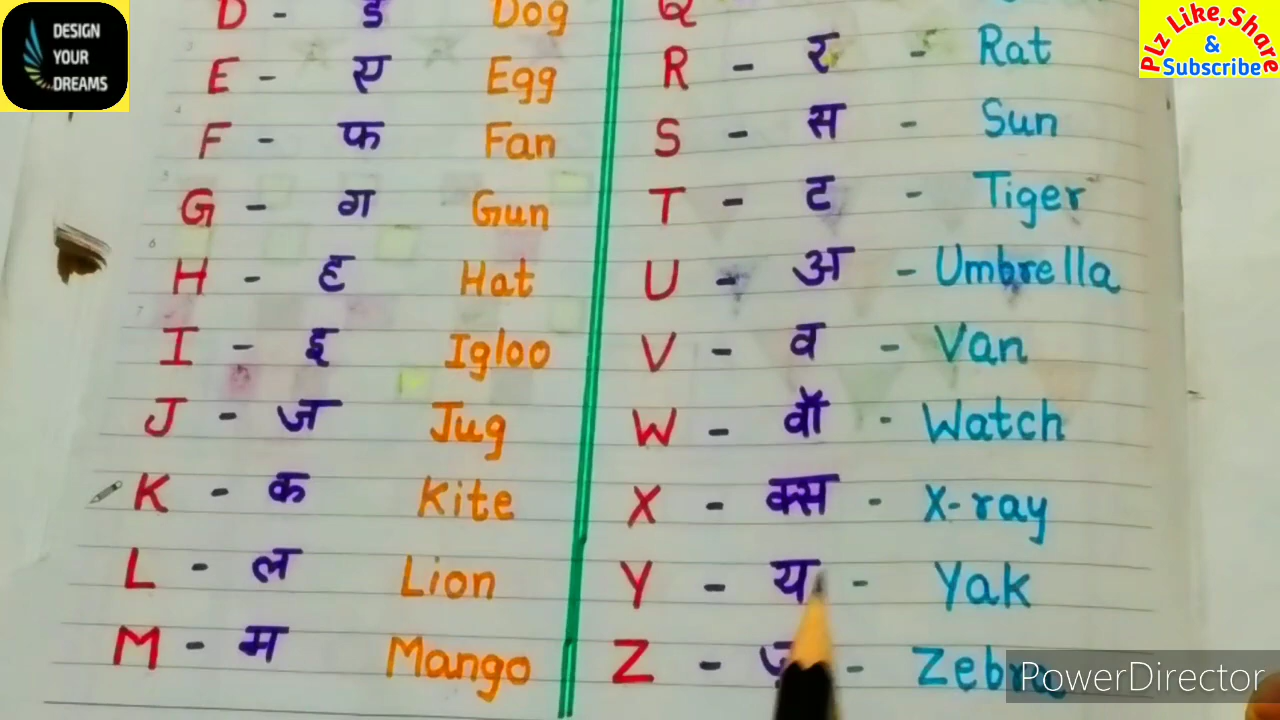 DESIGN
YOUR
DREAMS
Plz Like, Share
&
Subscribe
D - ड Dog
E - ए Egg
F - फ Fan
G - ग Gun
H - ह Hat
I - इ Igloo
J - ज Jug
K - क Kite
L - ल Lion
M - म Mango
Q
R - र - Rat
S - स - Sun
T - ट - Tiger
U - अ - Umbrella
V - व - Van
W - वॉ - Watch
X - क्स - X-ray
Y - य - Yak
Z - - Zebra
PowerDirector